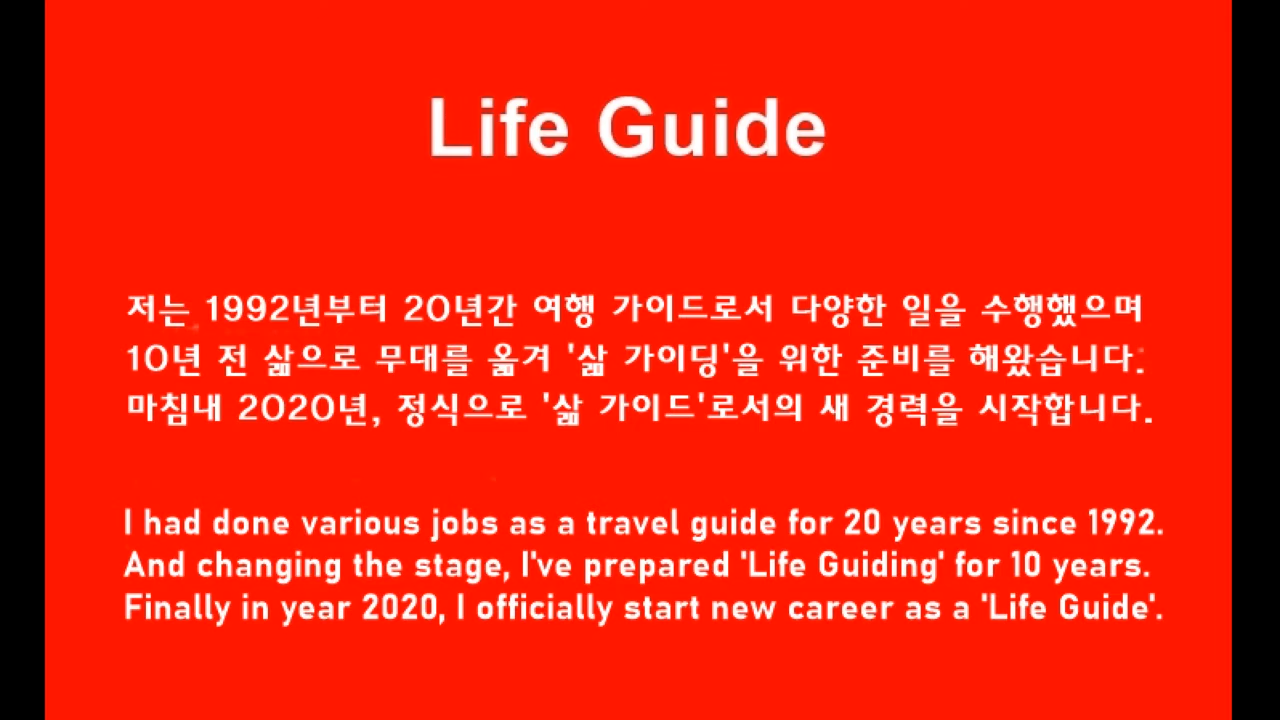 Life Guide
저는 1992년부터 20년간 여행 가이드로서 다양한 일을 수행했으며
10년 전 삶으로 무대를 옮겨 '삶 가이딩'을 위한 준비를 해왔습니다.
마침내 2020년, 정식으로 '삶 가이드'로서의 새 경력을 시작합니다.
I had done various jobs as a travel guide for 20 years since 1992.
And changing the stage, I've prepared 'Life Guiding' for 10 years.
Finally in year 2020, I officially start new career as a 'Life Guide'.